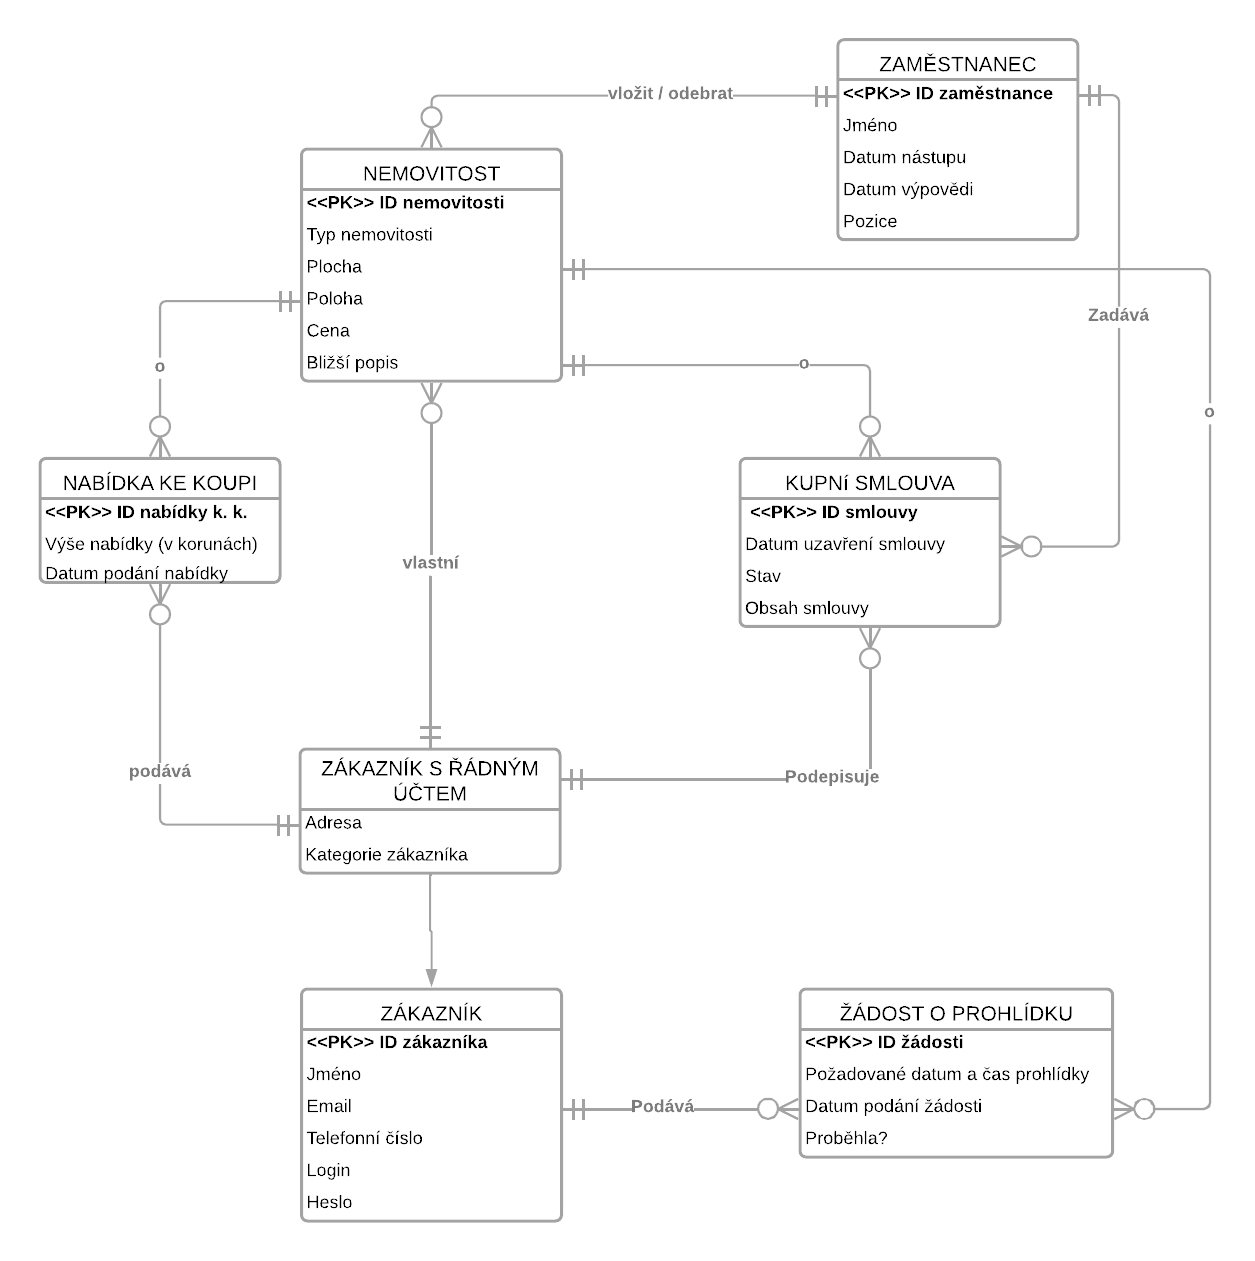 ZAMĚSTNANEC
<<PK>> ID zaměstnance
Jméno
Datum nástupu
Datum výpovědi
Pozice
vložit / odebrat
NEMOVITOST
<<PK>> ID nemovitosti
Typ nemovitosti
Plocha
Poloha
Cena
Bližší popis
Zadává
o
o
o
NABÍDKA KE KOUPI
<<PK>> ID nabídky k. k.
Výše nabídky (v korunách)
Datum podání nabídky
KUPNí SMLOUVA
<<PK>> ID smlouvy
Datum uzavření smlouvy
Stav
Obsah smlouvy
vlastní
podává
Podepisuje
ZÁKAZNÍK S ŘÁDNÝM
ÚČTEM
Adresa
Kategorie zákazníka
ZÁKAZNÍK
<<PK>> ID zákazníka
Jméno
Email
Telefonní číslo
Login
Heslo
Podává
ŽÁDOST O PROHLÍDKU
<<PK>> ID žádosti
Požadované datum a čas prohlídky
Datum podání žádosti
Proběhla?